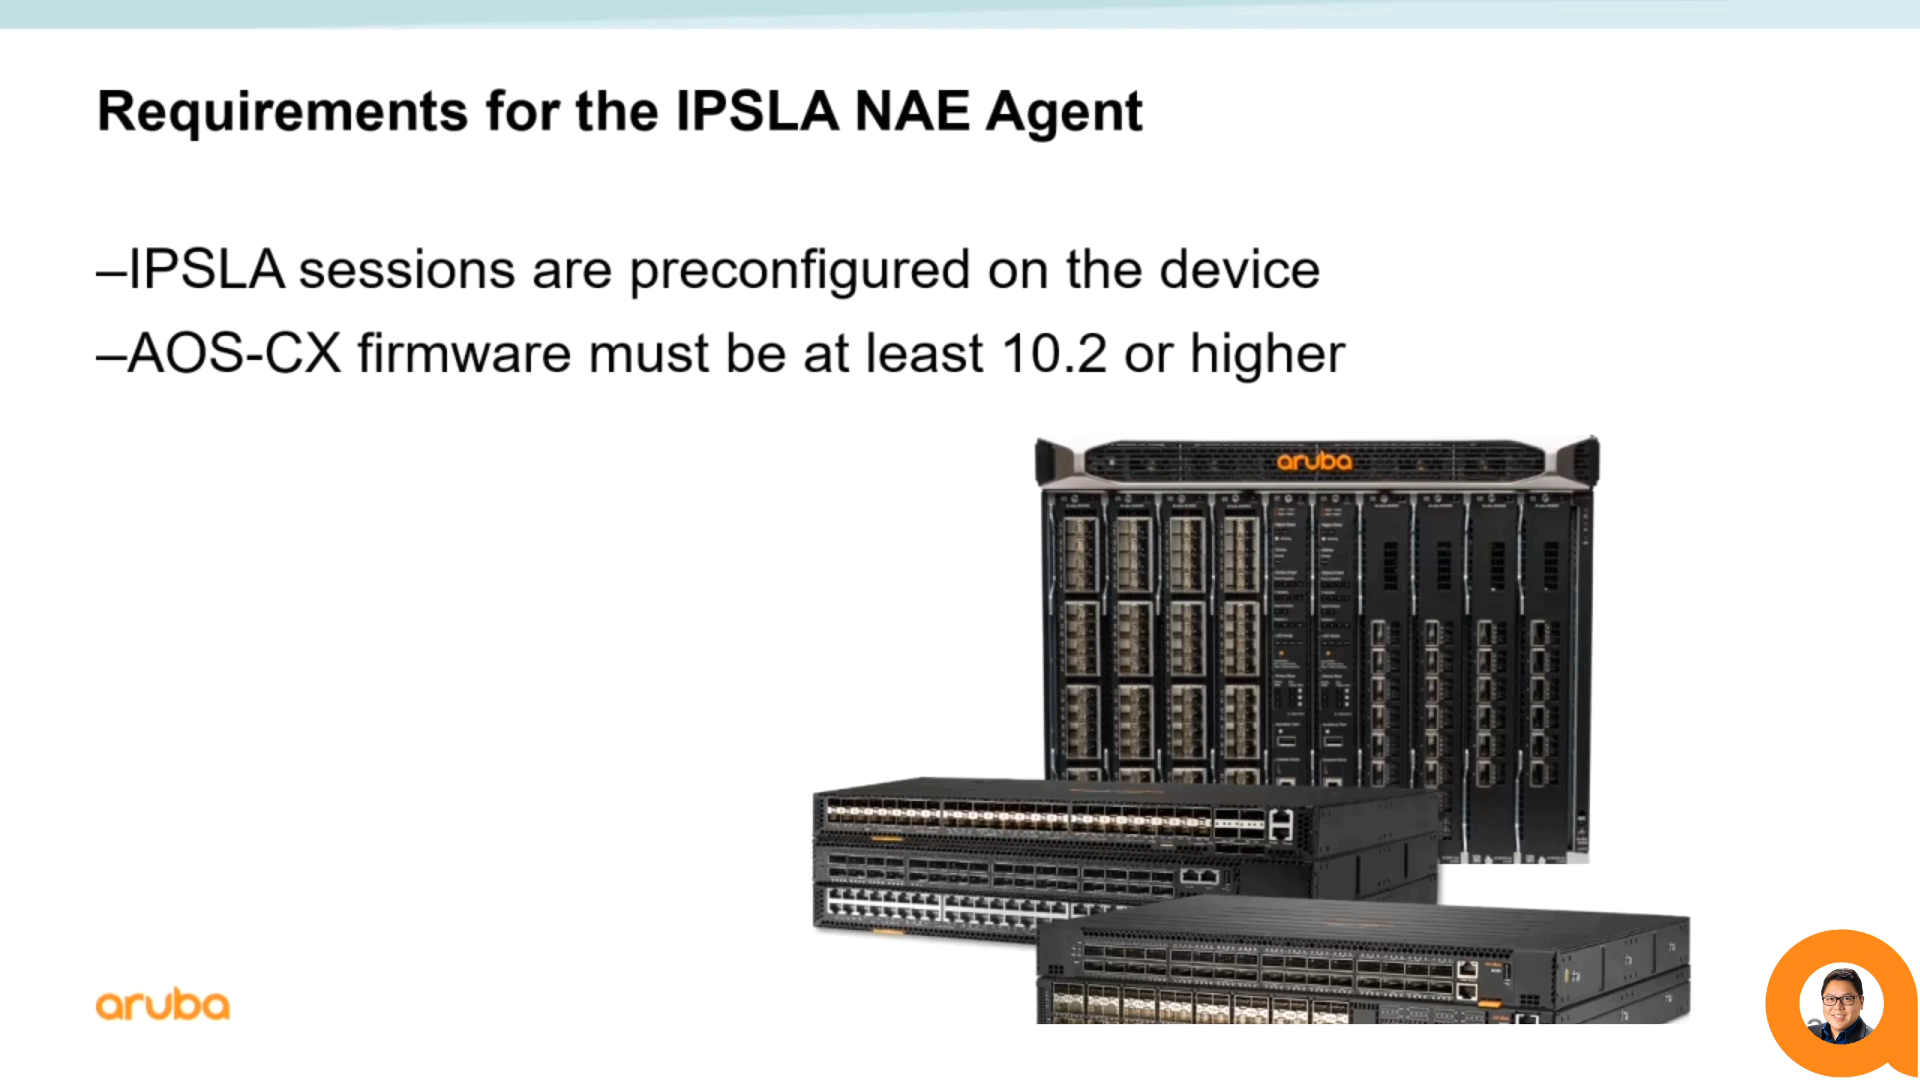 Requirements for the IPSLA NAE Agent
–IPSLA sessions are preconfigured on the device
–AOS-CX firmware must be at least 10.2 or higher
aruba
aruba